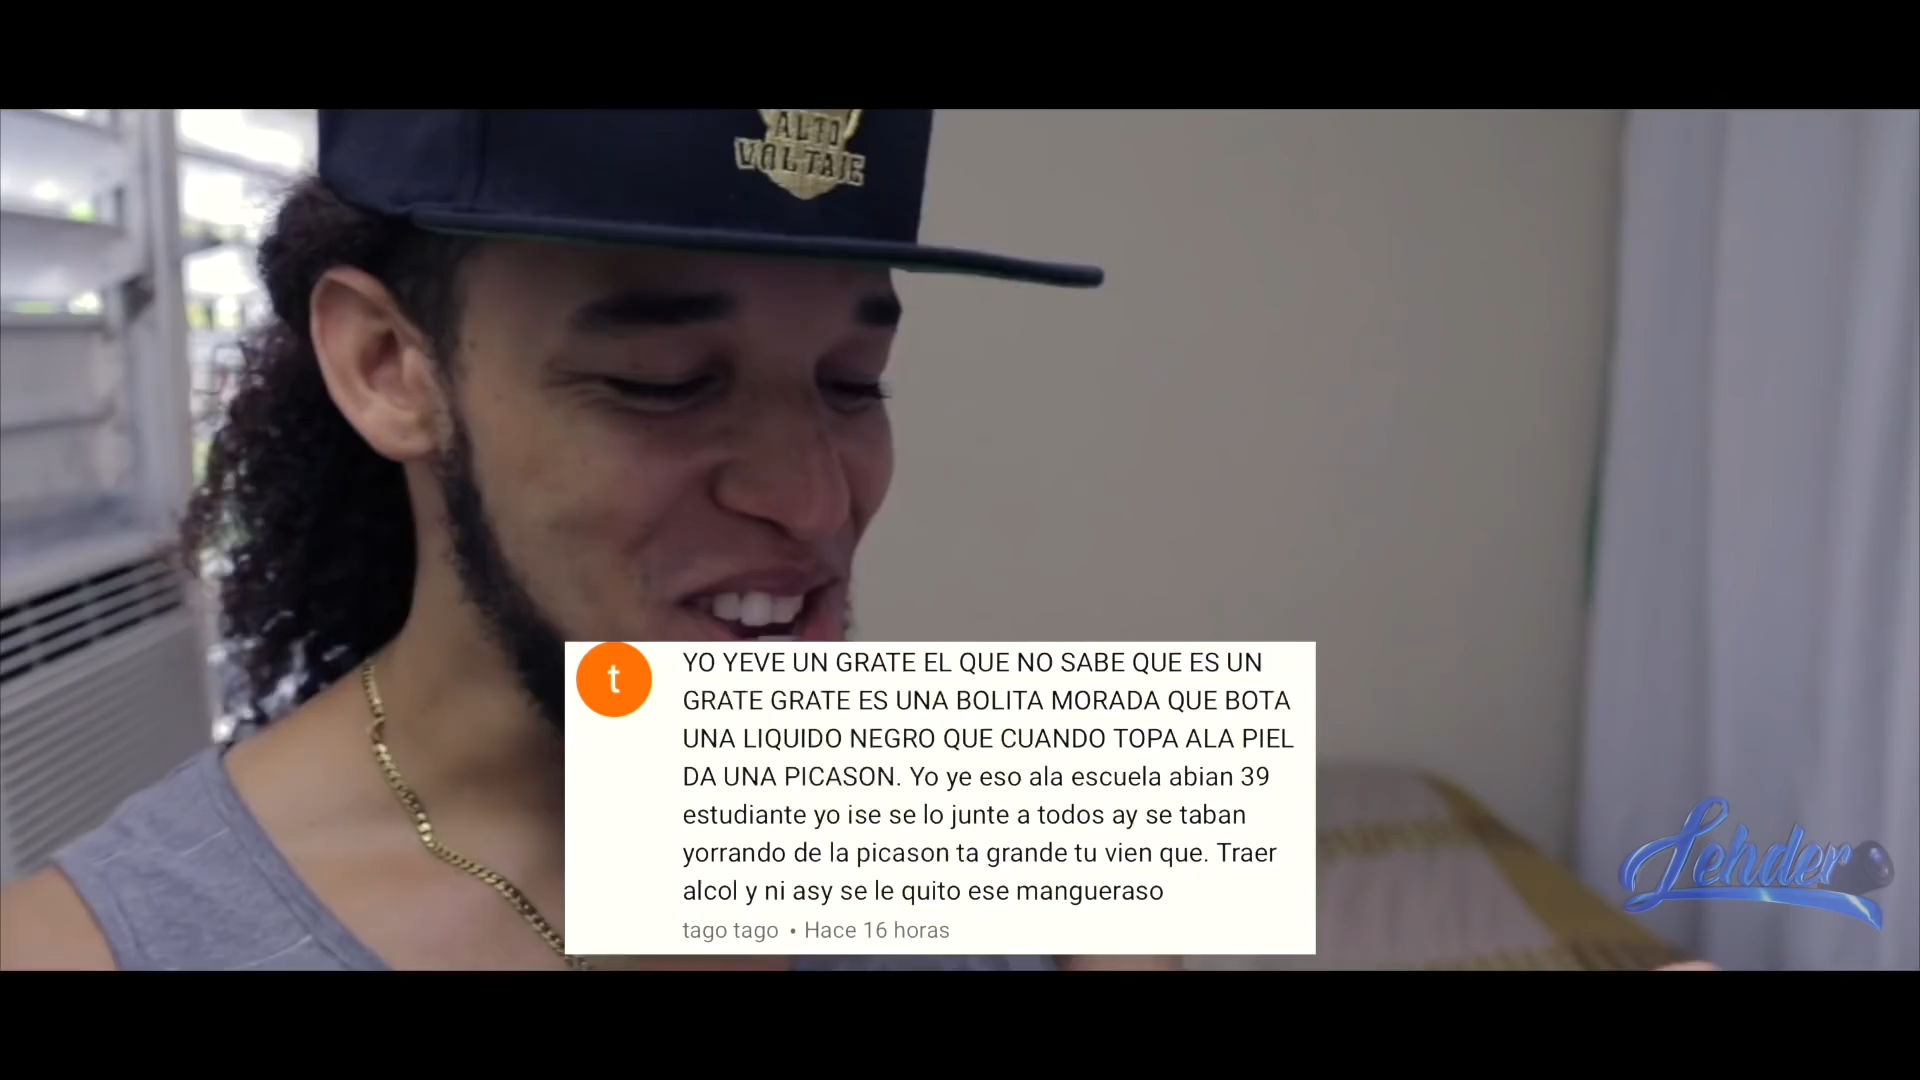 ALTO
VOLTAJE
YO YEVE UN GRATE EL QUE NO SABE QUE ES UN
GRATE GRATE ES UNA BOLITA MORADA QUE BOTA
UNA LIQUIDO NEGRO QUE CUANDO TOPA ALA PIEL
DA UNA PICASON. Yo ye eso ala escuela abian 39
estudiante yo ise se lo junte a todos ay se taban
yorrando de la picason ta grande tu vien que. Traer
alcol y ni asy se le quito ese mangueraso
t
tago tago • Hace 16 horas
Lehder